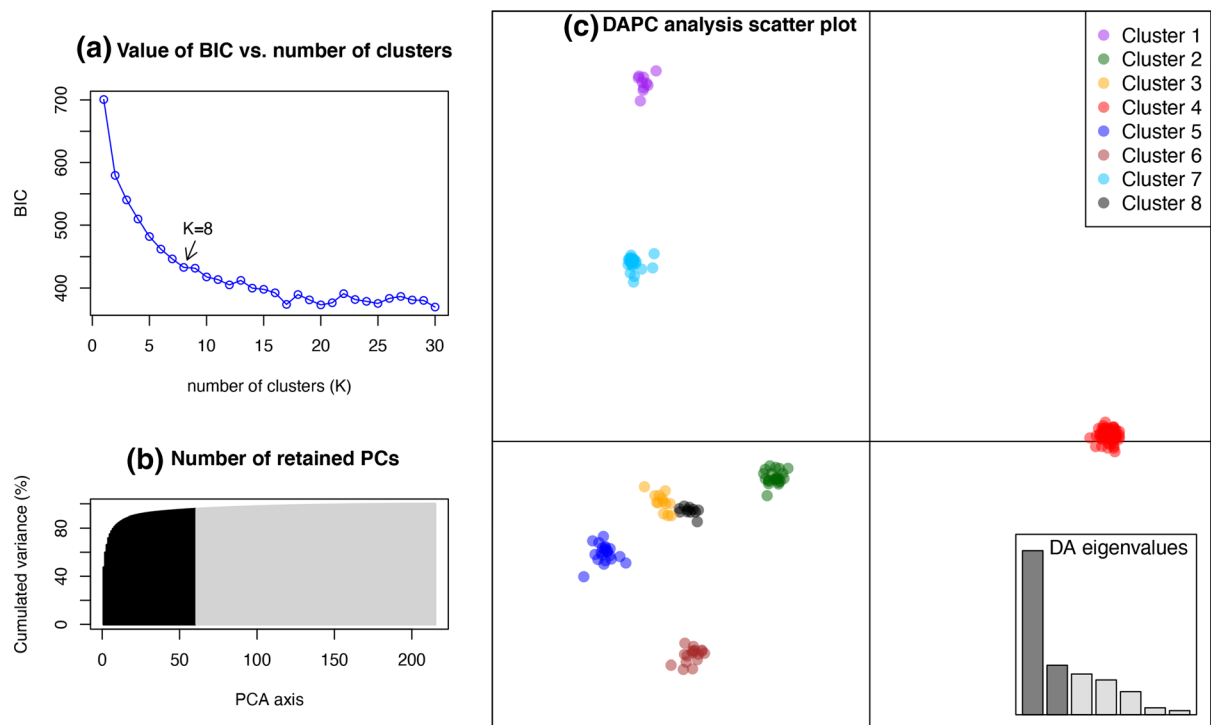 (a) Value of BIC vs. number of clusters
700
600
500
400
BIC
K=8
0 5 10 15 20 25 30
number of clusters (K)
(b) Number of retained PCs
80
40
0
Cumulated variance (%)
0 50 100 150 200
PCA axis
(c) DAPC analysis scatter plot
Cluster 1
Cluster 2
Cluster 3
Cluster 4
Cluster 5
Cluster 6
Cluster 7
Cluster 8
DA eigenvalues